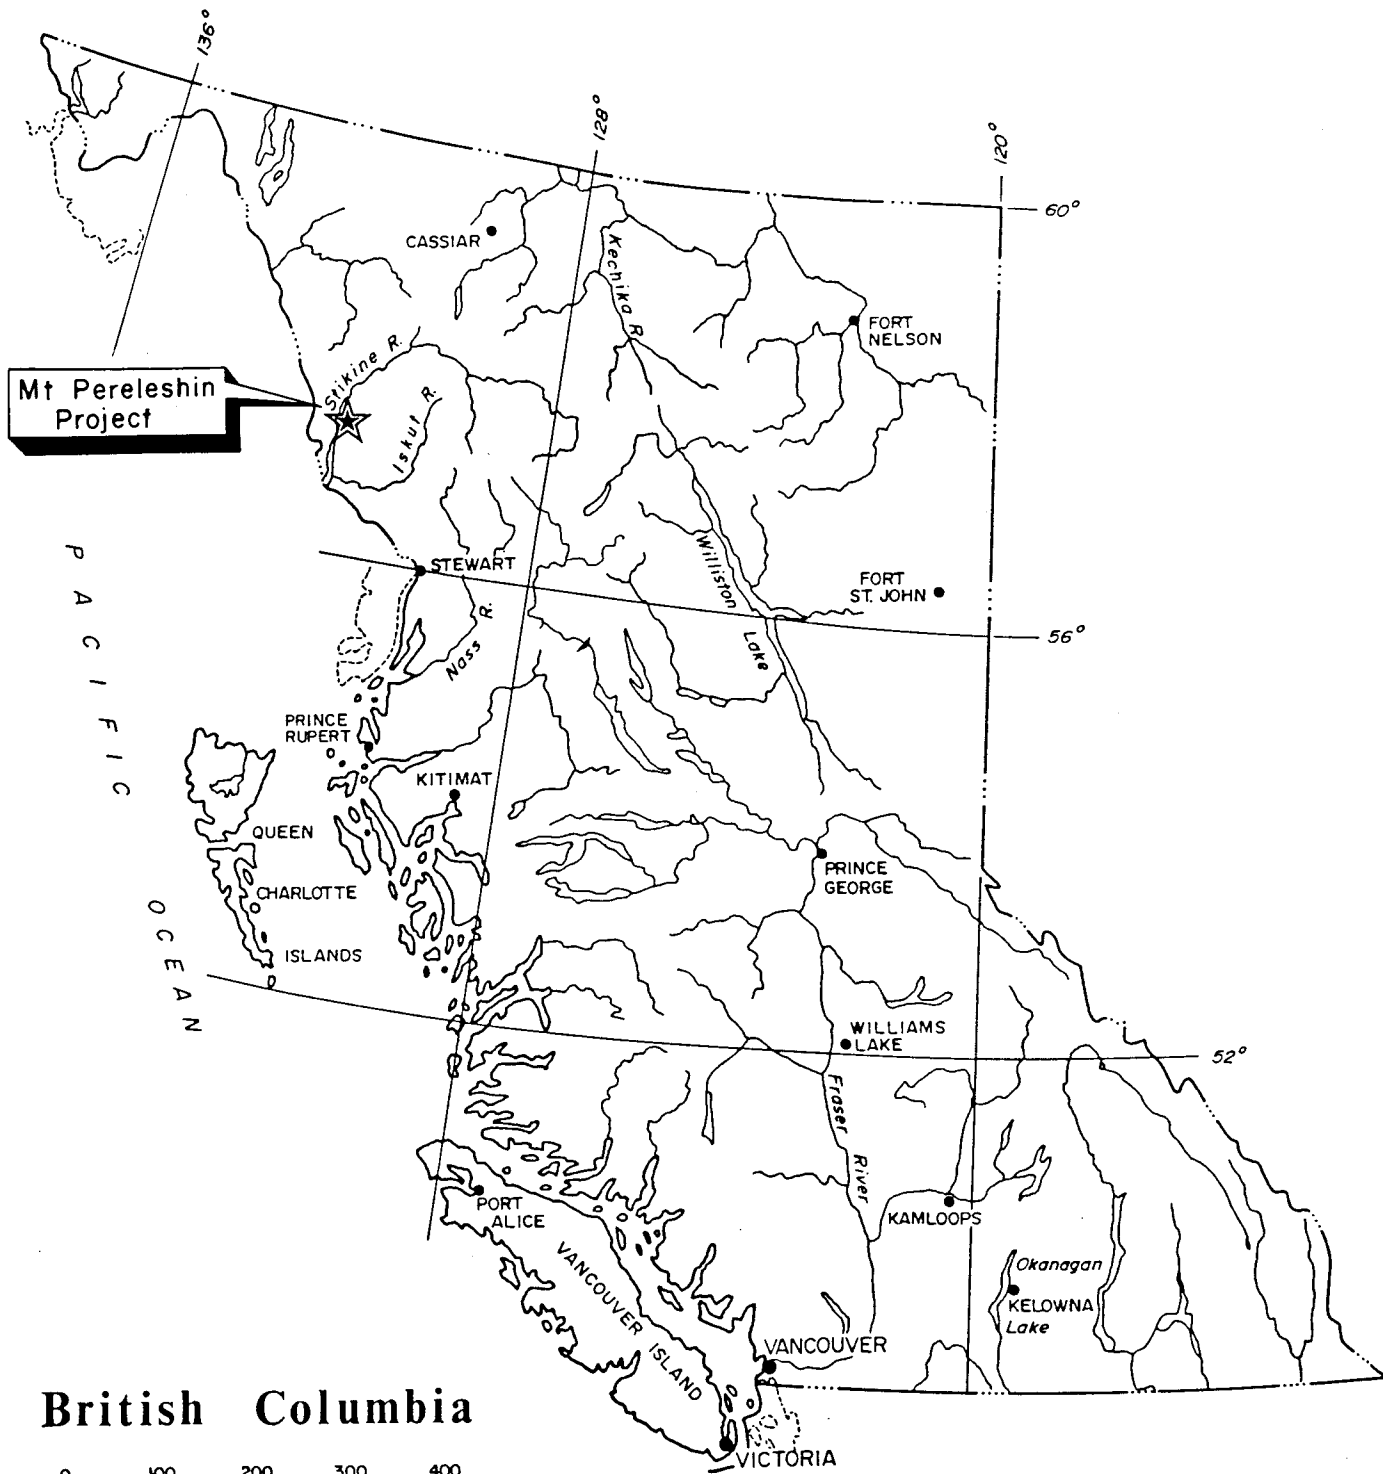 136°
128°
120°
60°
CASSIAR
Kechika R.
FORT
NELSON
Stikine R.
Mt Pereleshin
Project
Iskut R.
STEWART
FORT
ST. JOHN
Williston
Lake
56°
Nass R.
PACIFIC
OCEAN
PRINCE
RUPERT
KITIMAT
QUEEN
CHARLOTTE
ISLANDS
PRINCE
GEORGE
WILLIAMS
LAKE
52°
Fraser
River
PORT
ALICE
KAMLOOPS
VANCOUVER ISLAND
Okanagan
KELOWNA
Lake
VANCOUVER
British Columbia
VICTORIA
0 100 200 300 400